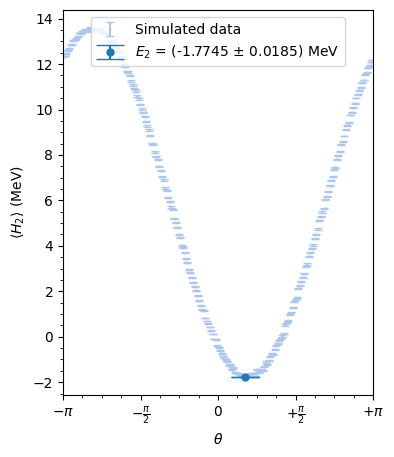 Simulated data
E₂ = (-1.7745 ± 0.0185) MeV
⟨H₂⟩ (MeV)
14
12
10
8
6
4
2
0
−2
−π
−π/2
0
+π/2
+π
θ